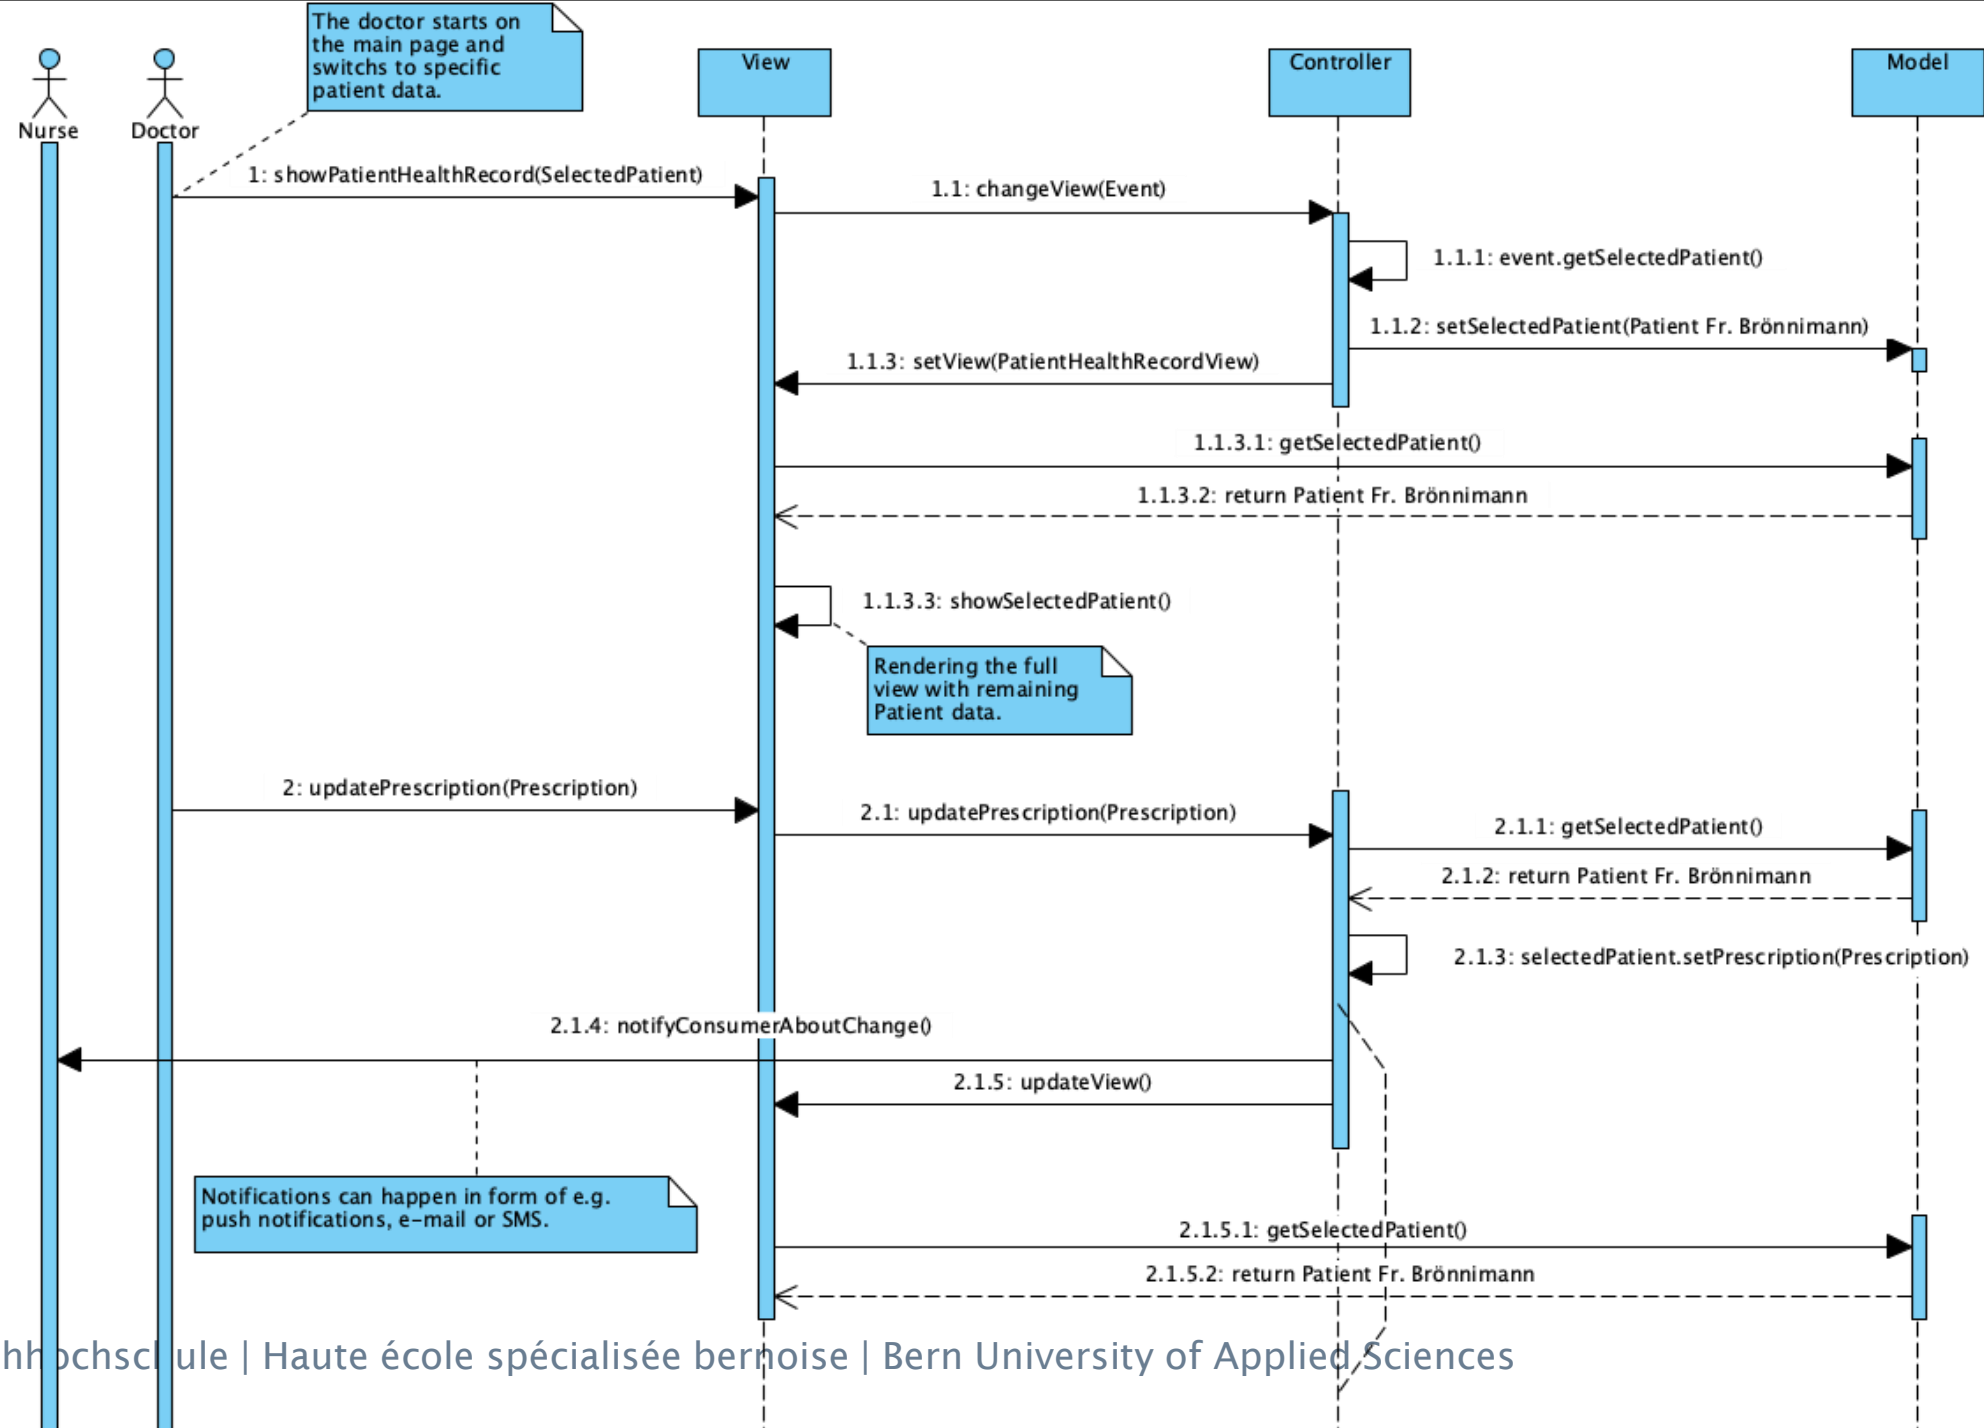 The doctor starts on
the main page and
switchs to specific
patient data.
Nurse
Doctor
View
Controller
Model
1: showPatientHealthRecord(SelectedPatient)
1.1: changeView(Event)
1.1.1: event.getSelectedPatient()
1.1.2: setSelectedPatient(Patient Fr. Brönnimann)
1.1.3: setView(PatientHealthRecordView)
1.1.3.1: getSelectedPatient()
1.1.3.2: return Patient Fr. Brönnimann
1.1.3.3: showSelectedPatient()
Rendering the full
view with remaining
Patient data.
2: updatePrescription(Prescription)
2.1: updatePrescription(Prescription)
2.1.1: getSelectedPatient()
2.1.2: return Patient Fr. Brönnimann
2.1.3: selectedPatient.setPrescription(Prescription)
2.1.4: notifyConsumerAboutChange()
2.1.5: updateView()
Notifications can happen in form of e.g.
push notifications, e-mail or SMS.
2.1.5.1: getSelectedPatient()
2.1.5.2: return Patient Fr. Brönnimann
hhochschule | Haute école spécialisée bernoise | Bern University of Applied Sciences